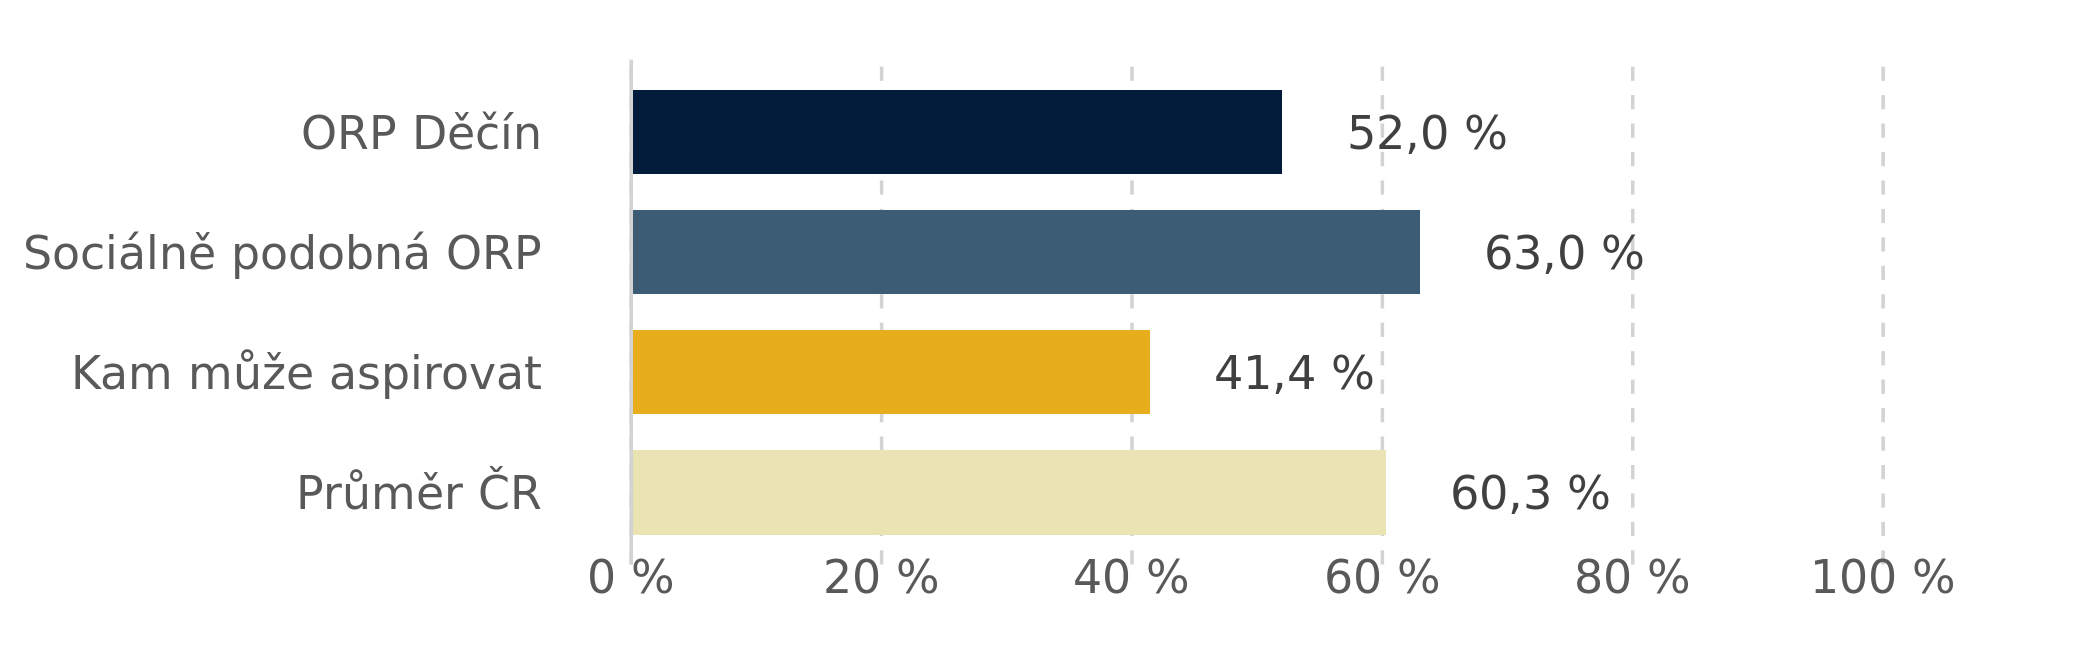 ORP Děčín
52,0 %
Sociálně podobná ORP
63,0 %
Kam může aspirovat
41,4 %
Průměr ČR
60,3 %
0 %
20 %
40 %
60 %
80 %
100 %